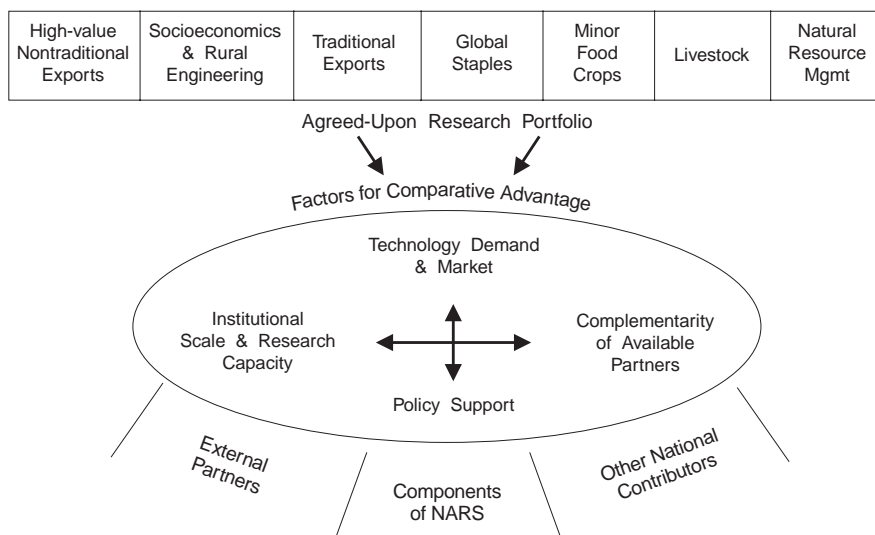 High-value
Nontraditional
Exports
Socioeconomics
& Rural
Engineering
Traditional
Exports
Global
Staples
Minor
Food
Crops
Livestock
Natural
Resource
Mgmt
Agreed-Upon Research Portfolio
Factors for Comparative Advantage
Technology Demand
& Market
Institutional
Scale & Research
Capacity
Complementarity
of Available
Partners
Policy Support
External
Partners
Components
of NARS
Other National
Contributors